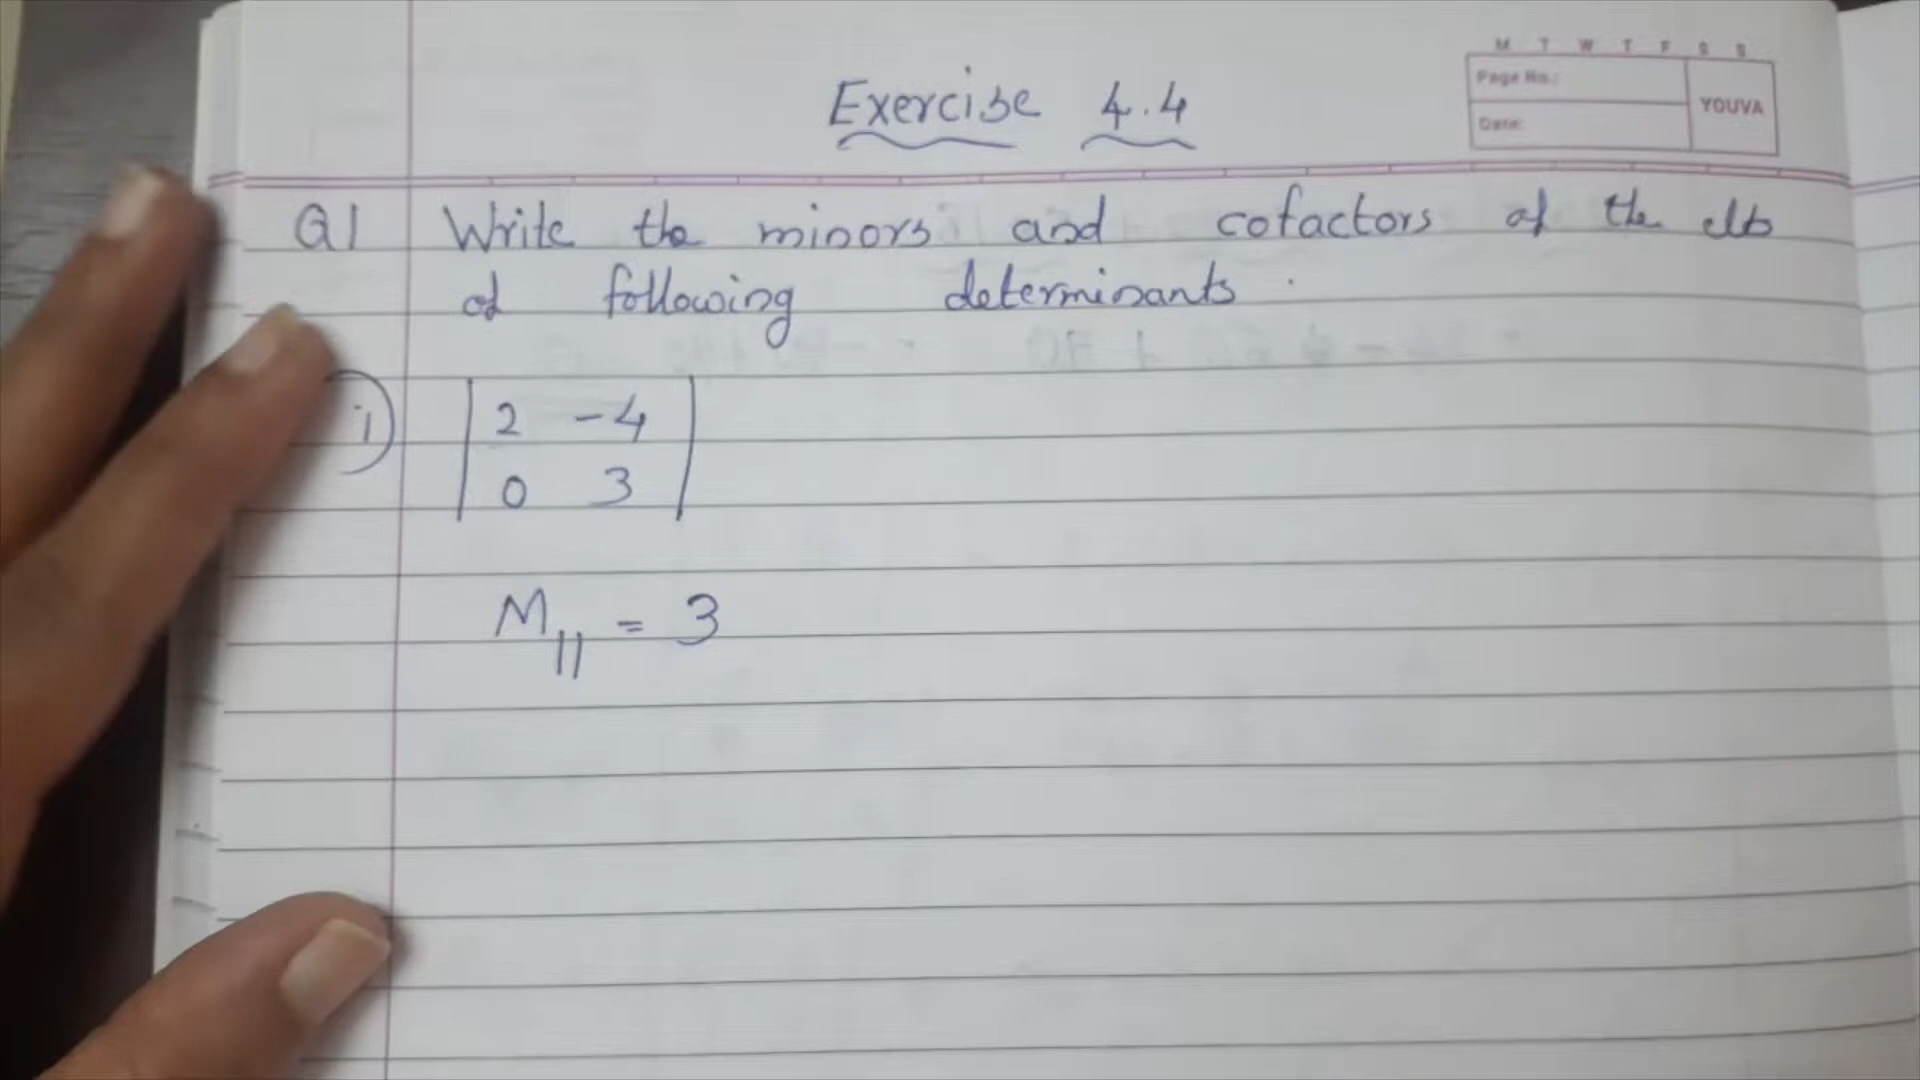 M T W T F S S
Page No.:
YOUVA
Date:
Exercise 4.4
Q1 Write the minors and cofactors of the elts
of following determinants.
i) | 2 -4 |
| 0 3 |
M11 = 3